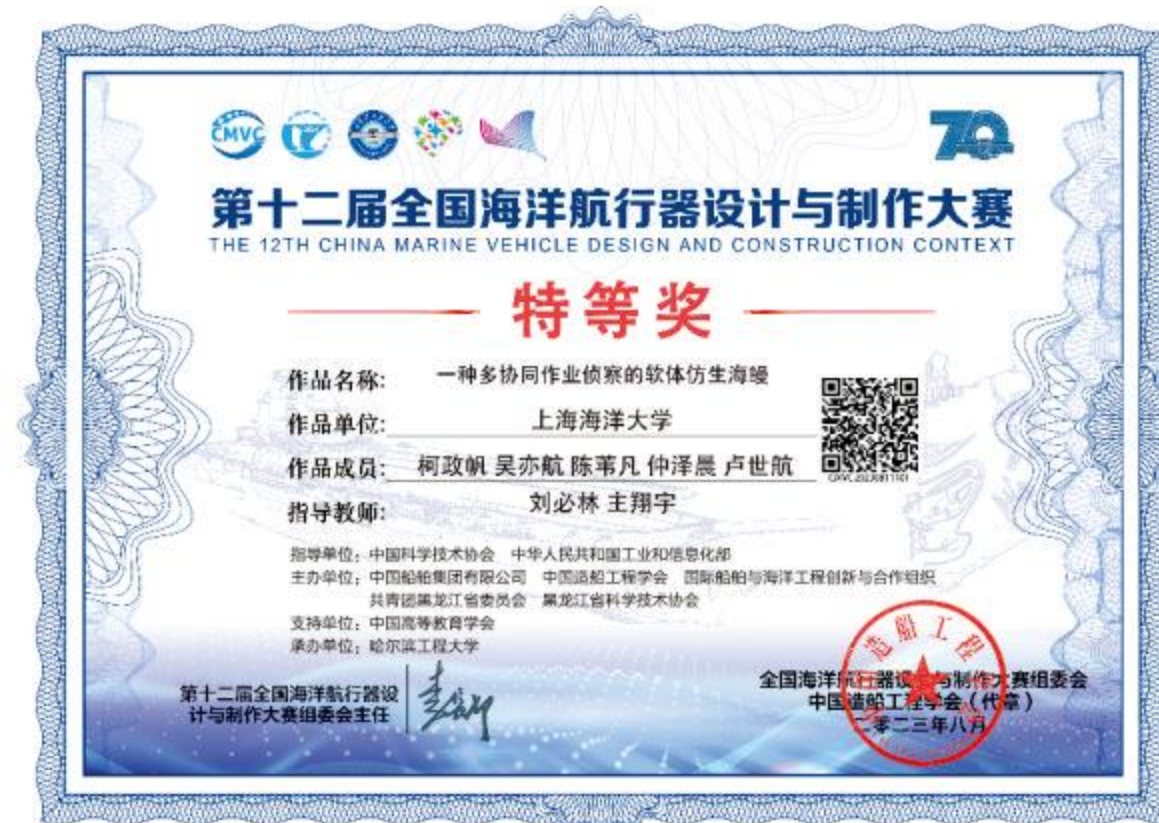 CMVC
70
第十二届全国海洋航行器设计与制作大赛
THE 12TH CHINA MARINE VEHICLE DESIGN AND CONSTRUCTION CONTEXT
特等奖
作品名称: 一种多协同作业侦察的软体仿生海鳗
作品单位: 上海海洋大学
作品成员: 柯政帆 吴亦航 陈苇凡 仲泽晨 卢世航
指导教师: 刘必林 主翔宇
指导单位：中国科学技术协会 中华人民共和国工业和信息化部
主办单位：中国船舶集团有限公司 中国造船工程学会 国际船舶与海洋工程创新与合作组织
共青团黑龙江省委员会 黑龙江省科学技术协会
支持单位：中国高等教育学会
承办单位：哈尔滨工程大学
第十二届全国海洋航行器设
计与制作大赛组委会主任
全国海洋航行器设计与制作大赛组委会
中国造船工程学会（代章）
二零二三年八月
造船工程